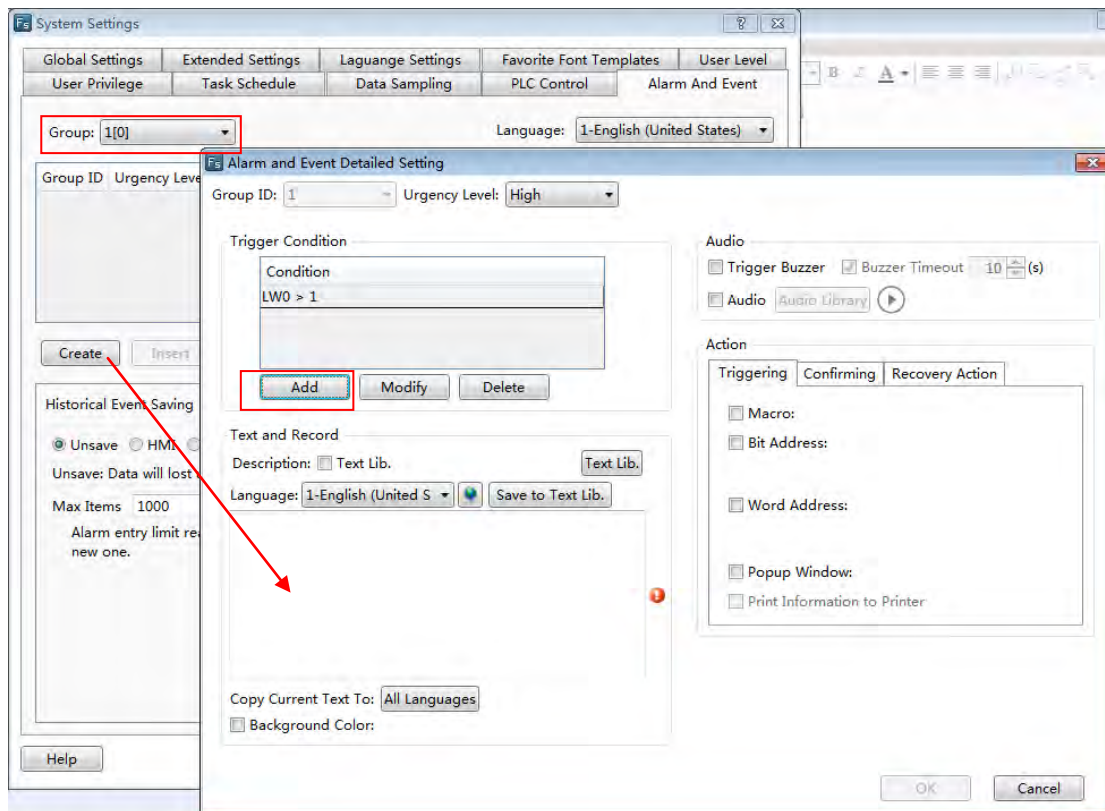 System Settings
Global Settings Extended Settings Laguange Settings Favorite Font Templates User Level
User Privilege Task Schedule Data Sampling PLC Control Alarm And Event
Group: 1[0] Language: 1-English (United States)
Group ID Urgency Leve
Create Insert
Historical Event Saving
Unsave HMI
Unsave: Data will lost
Max Items 1000
Alarm entry limit rea
new one.
Help
Alarm and Event Detailed Setting
Group ID: 1 Urgency Level: High
Trigger Condition
Condition
LW0 > 1
Add Modify Delete
Text and Record
Description: Text Lib. Text Lib.
Language: 1-English (United S Save to Text Lib.
Copy Current Text To: All Languages
Background Color:
Audio
Trigger Buzzer Buzzer Timeout 10 (s)
Audio Audio Library
Action
Triggering Confirming Recovery Action
Macro:
Bit Address:
Word Address:
Popup Window:
Print Information to Printer
OK Cancel
B I A